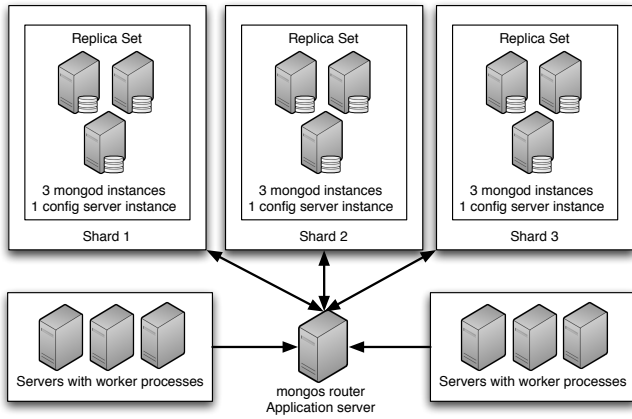 Replica Set
3 mongod instances
1 config server instance
Shard 1
Replica Set
3 mongod instances
1 config server instance
Shard 2
Replica Set
3 mongod instances
1 config server instance
Shard 3
Servers with worker processes
mongos router
Application server
Servers with worker processes